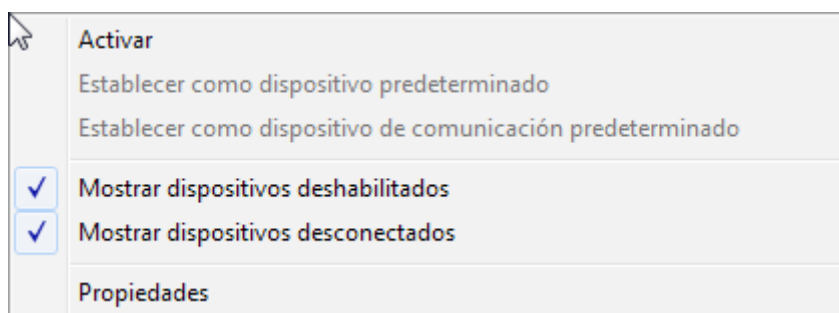 Activar
Establecer como dispositivo predeterminado
Establecer como dispositivo de comunicación predeterminado
Mostrar dispositivos deshabilitados
Mostrar dispositivos desconectados
Propiedades